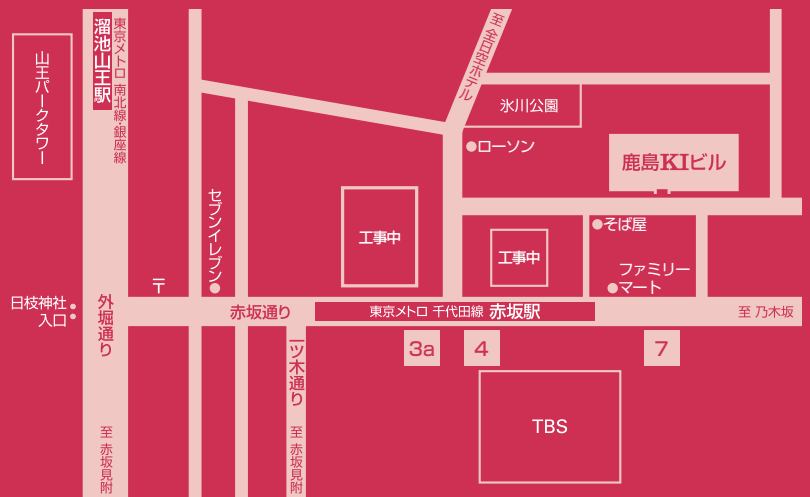 溜池山王駅
東京メトロ 南北線・銀座線
山王パークタワー
至 全日空ホテル
氷川公園
ローソン
鹿島KIビル
セブンイレブン
工事中
工事中
そば屋
ファミリー
マート
〒
日枝神社
入口
外堀通り
赤坂通り
東京メトロ 千代田線 赤坂駅
至 乃木坂
3a
4
7
一ツ木通り
TBS
至 赤坂見附
至 赤坂見附